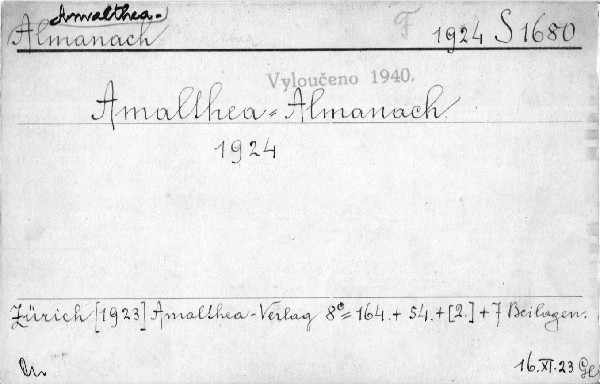 Amalthea-
Almanach F 1924 S 1680
Vyloučeno 1940.
Amalthea-Almanach
1924
Zürich [1923] Amalthea-Verlag 8° = 164. + 54. + [2.] + 7 Beilagen.
16.XI.23